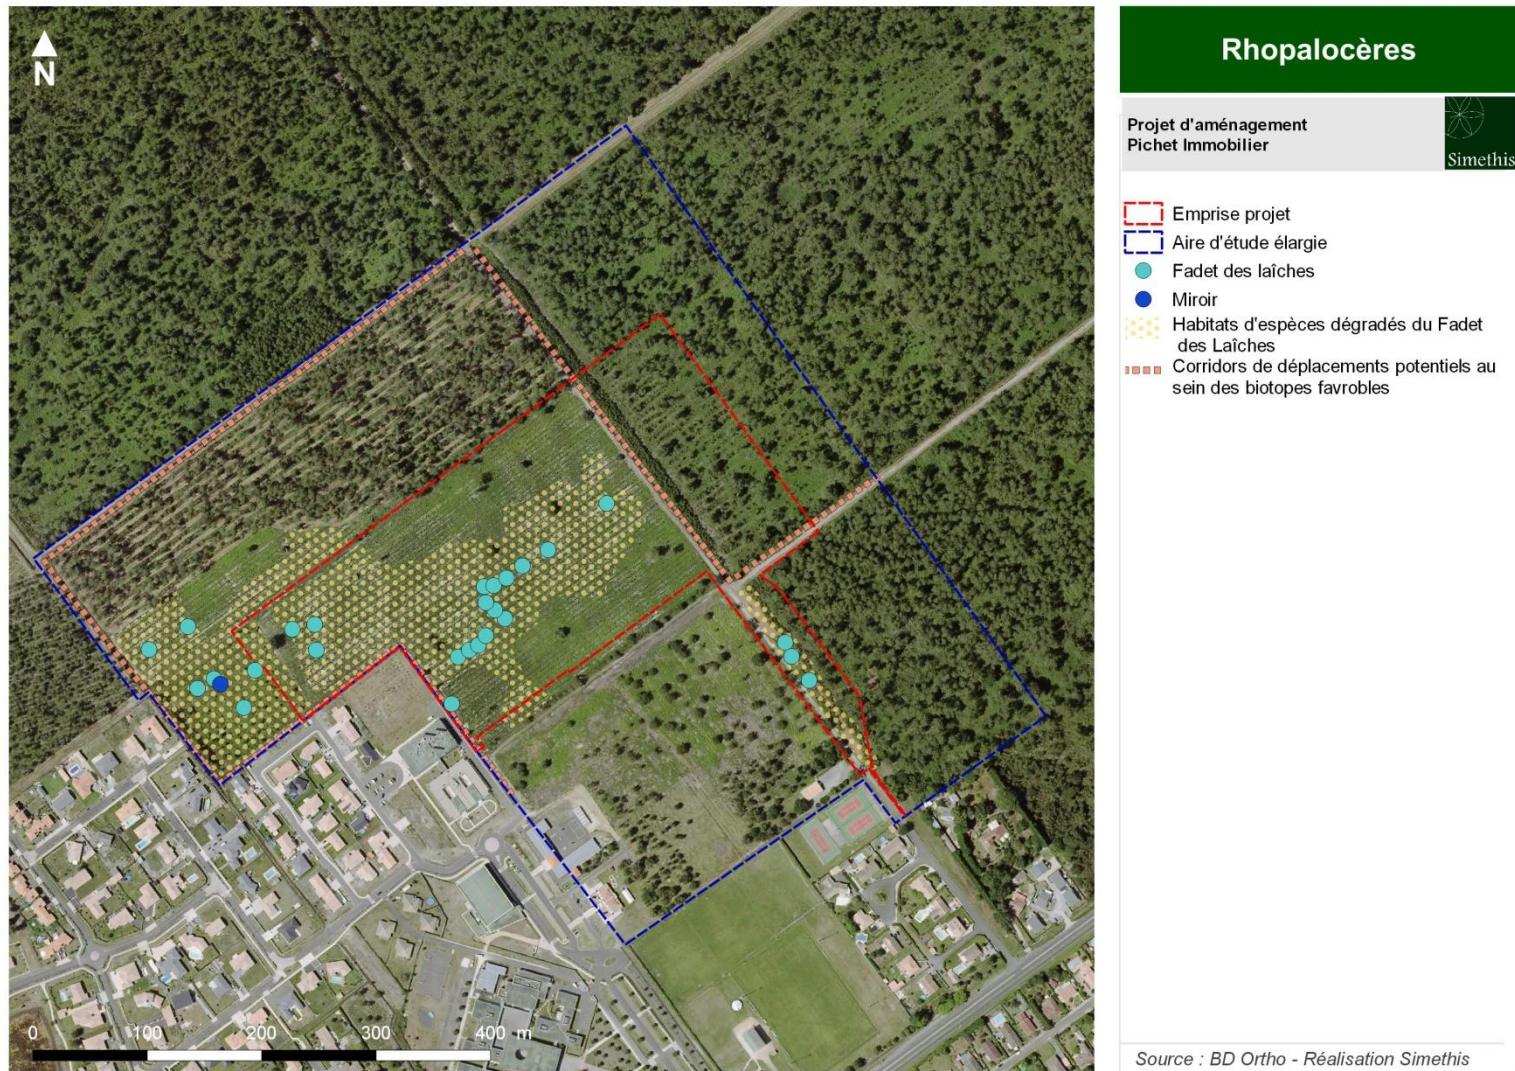 N
Rhopalocères
Projet d'aménagement
Pichet Immobilier
Simethis
Emprise projet
Aire d'étude élargie
Fadet des laîches
Miroir
Habitats d'espèces dégradés du Fadet
des Laîches
Corridors de déplacements potentiels au
sein des biotopes favrobles
0 100 200 300 400 m
Source : BD Ortho - Réalisation Simethis